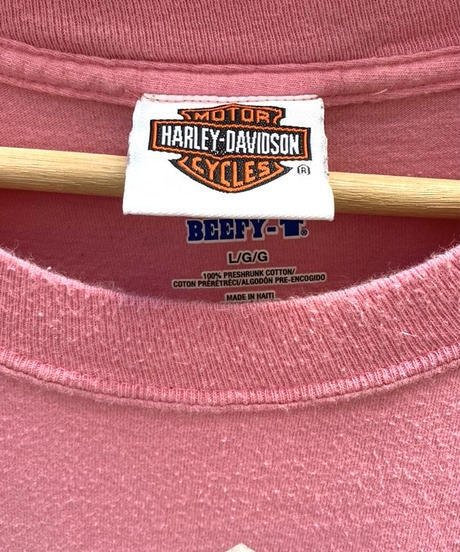 MOTOR
HARLEY-DAVIDSON
CYCLES
®
BEEFY-T®
L/G/G
100% PRESHRUNK COTTON/
COTON PRÉRÉTRÉCI/ALGODÓN PRE-ENCOGIDO
MADE IN HAITI